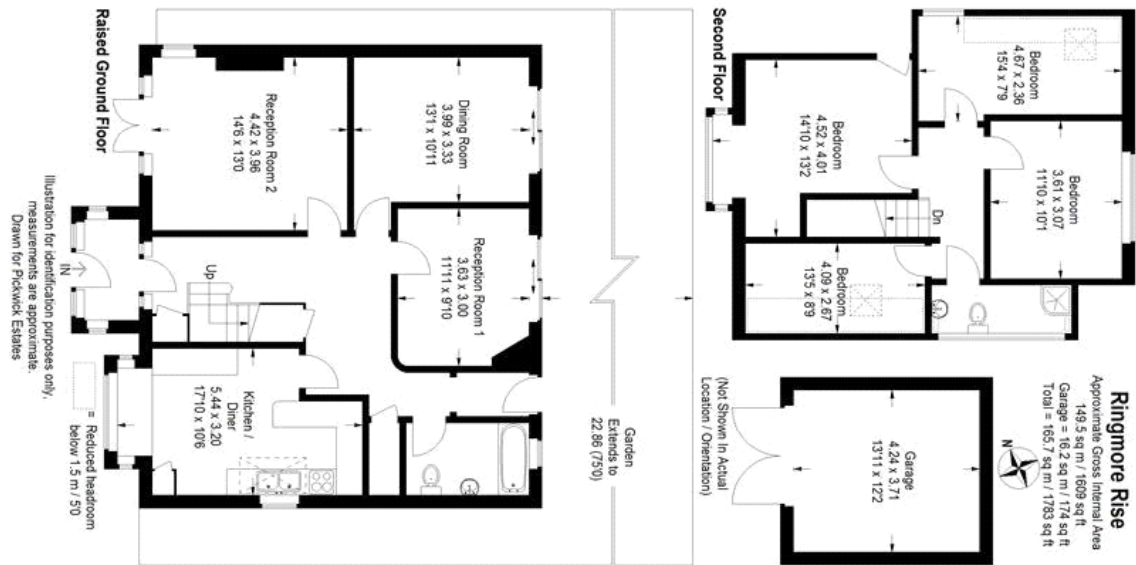 Ringmore Rise
Approximate Gross Internal Area
149.5 sq m / 1609 sq ft
Garage = 16.2 sq m / 174 sq ft
Total = 165.7 sq m / 1783 sq ft
N
Garage
4.24 x 3.71
13'11 x 12'2
(Not Shown In Actual
Location / Orientation)
Bedroom
4.67 x 2.36
15'4 x 7'9
Bedroom
3.61 x 3.07
11'10 x 10'1
Bedroom
4.52 x 4.01
14'10 x 13'2
Dn
Bedroom
4.09 x 2.67
13'5 x 8'9
Second Floor
Garden
Extends to
22.86 (75'0)
Dining Room
3.99 x 3.33
13'1 x 10'11
Reception Room 1
3.63 x 3.00
11'11 x 9'10
Reception Room 2
4.42 x 3.96
14'6 x 13'0
Up
Kitchen /
Diner
5.44 x 3.20
17'10 x 10'6
IN
Raised Ground Floor
= Reduced headroom
below 1.5 m / 5'0
Illustration for identification purposes only,
measurements are approximate.
Drawn for Pickwick Estates